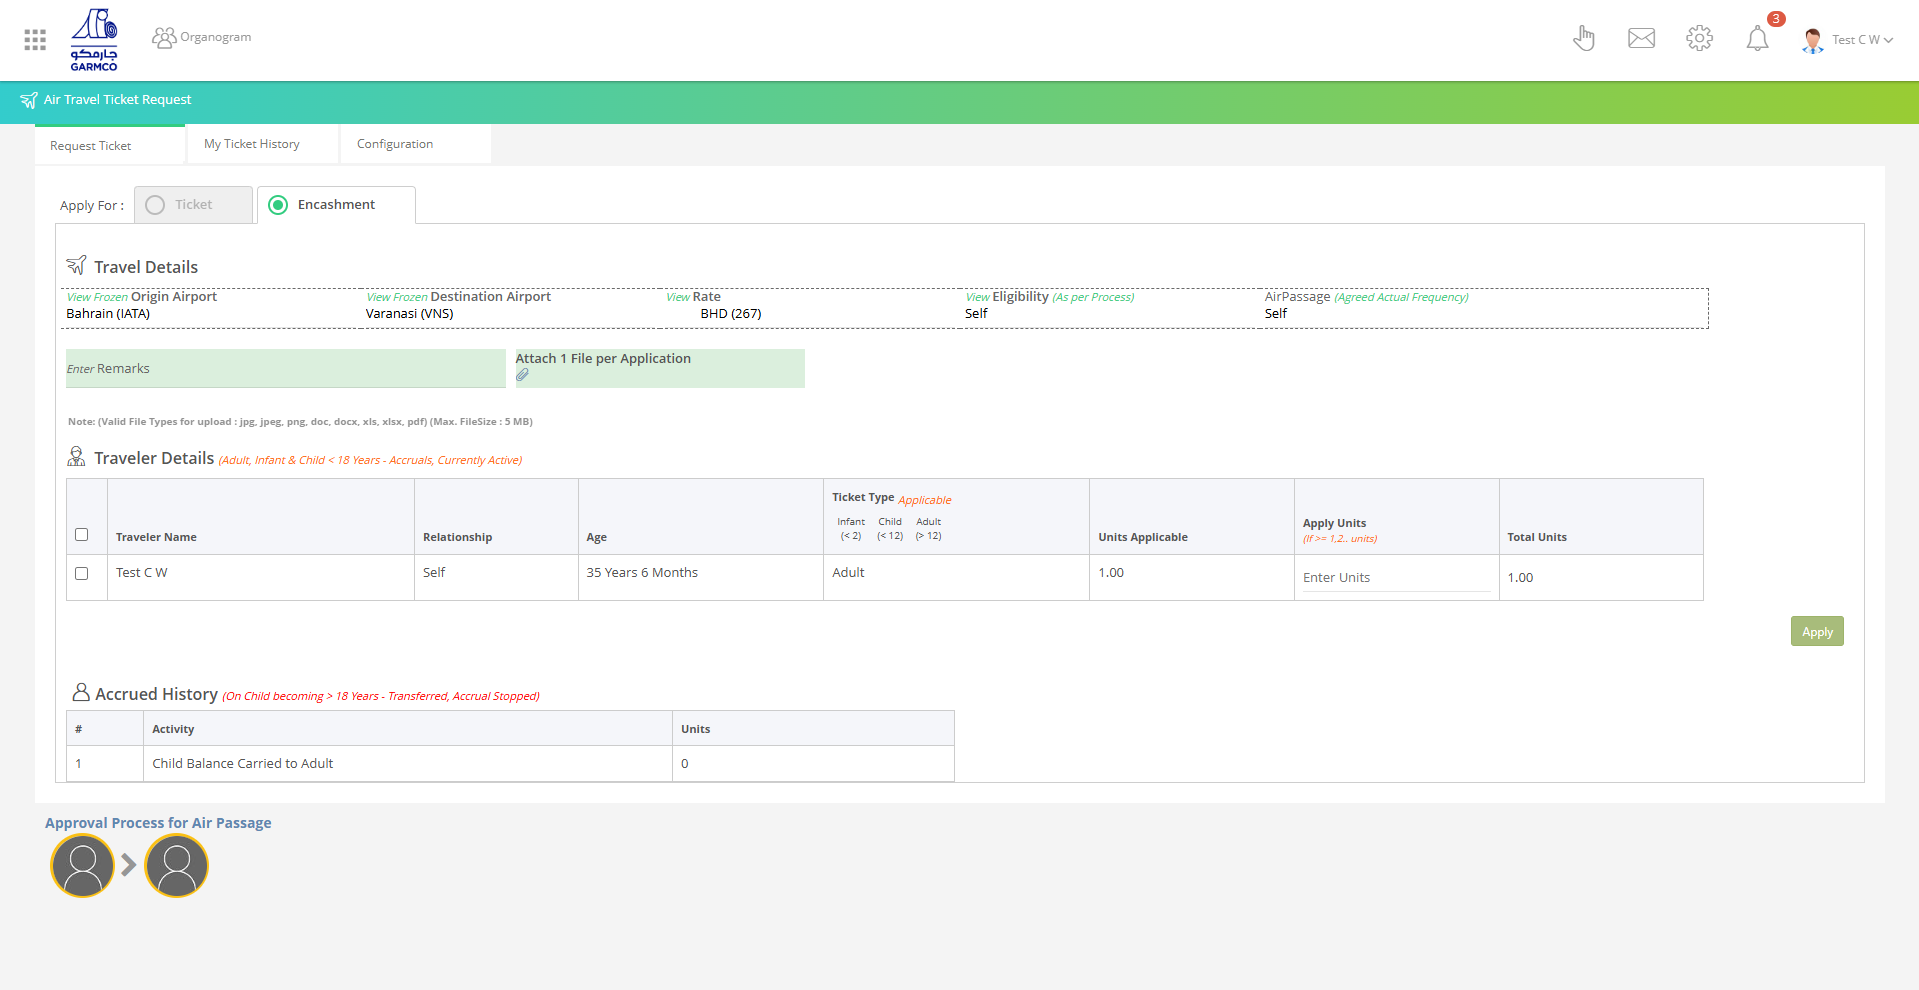 جارمكو
GARMCO
Organogram
3
Test C W
Air Travel Ticket Request
Request Ticket
My Ticket History
Configuration
Apply For :
Ticket
Encashment
Travel Details
View Frozen Origin Airport
Bahrain (IATA)
View Frozen Destination Airport
Varanasi (VNS)
View Rate
BHD (267)
View Eligibility (As per Process)
Self
AirPassage (Agreed Actual Frequency)
Self
Enter Remarks
Attach 1 File per Application
Note: (Valid File Types for upload : jpg, jpeg, png, doc, docx, xls, xlsx, pdf) (Max. FileSize : 5 MB)
Traveler Details (Adult, Infant & Child < 18 Years - Accruals, Currently Active)
Traveler Name
Relationship
Age
Ticket Type Applicable
Infant Child Adult
(< 2) (< 12) (> 12)
Units Applicable
Apply Units
(If >= 1,2.. units)
Total Units
Test C W
Self
35 Years 6 Months
Adult
1.00
Enter Units
1.00
Apply
Accrued History (On Child becoming > 18 Years - Transferred, Accrual Stopped)
# Activity Units
1 Child Balance Carried to Adult 0
Approval Process for Air Passage